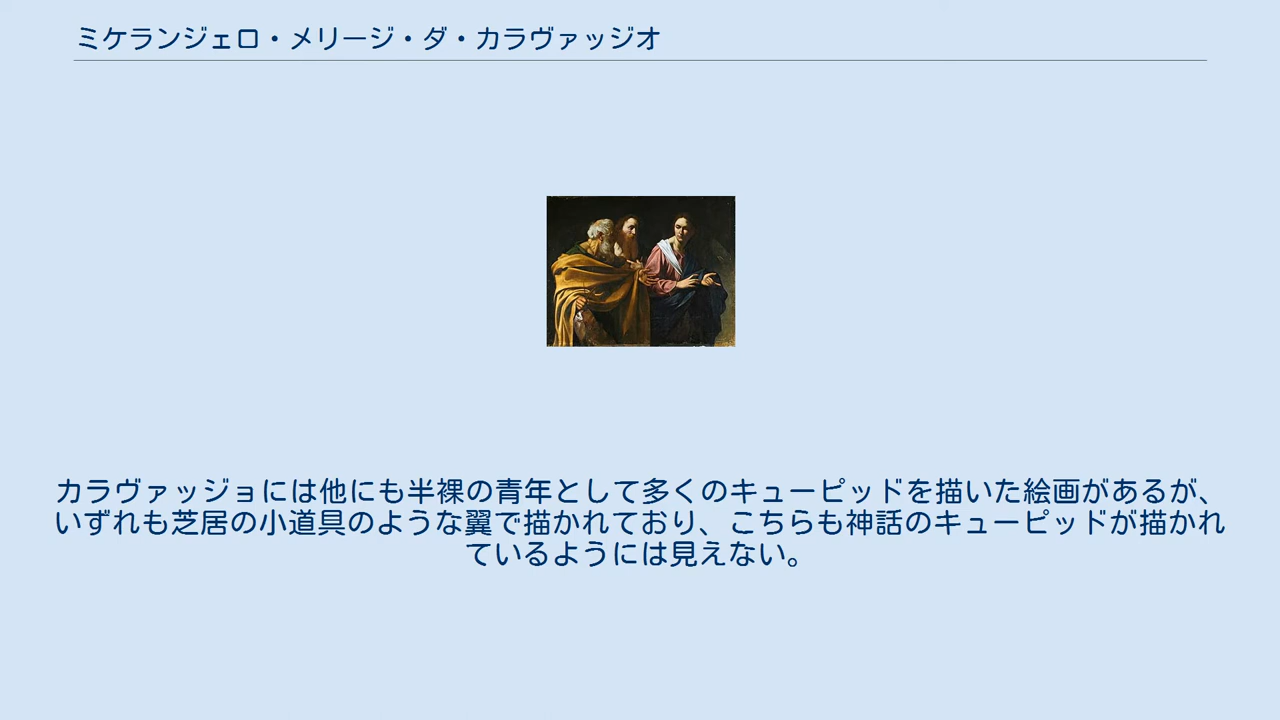 ミケランジェロ・メリージ・ダ・カラヴァッジオ
カラヴァッジョには他にも半裸の青年として多くのキューピッドを描いた絵画があるが、
いずれも芝居の小道具のような翼で描かれており、こちらも神話のキューピッドが描かれ
ているようには見えない。